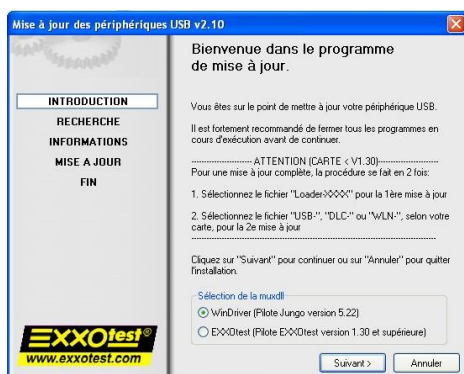 Mise à jour des périphériques USB v2.10
Bienvenue dans le programme
de mise à jour.
INTRODUCTION
RECHERCHE
INFORMATIONS
MISE A JOUR
FIN
Vous êtes sur le point de mettre à jour votre périphérique USB.
Il est fortement recommandé de fermer tous les programmes en
cours d'exécution avant de continuer.
----------------------- ATTENTION (CARTE < V1.30)-----------------------
Pour une mise à jour complète, la procédure se fait en 2 fois:
1. Sélectionnez le fichier "Loader-XXXX" pour la 1ère mise à jour
2. Sélectionnez le fichier "USB-", "DLC-" ou "WLN-", selon votre
carte, pour la 2e mise à jour
Cliquez sur "Suivant" pour continuer ou sur "Annuler" pour quitter
l'installation.
Sélection de la muxdll
WinDriver (Pilote Jungo version 5.22)
EXXOtest (Pilote EXXOtest version 1.30 et supérieure)
EXXOtest®
www.exxotest.com
Suivant >
Annuler